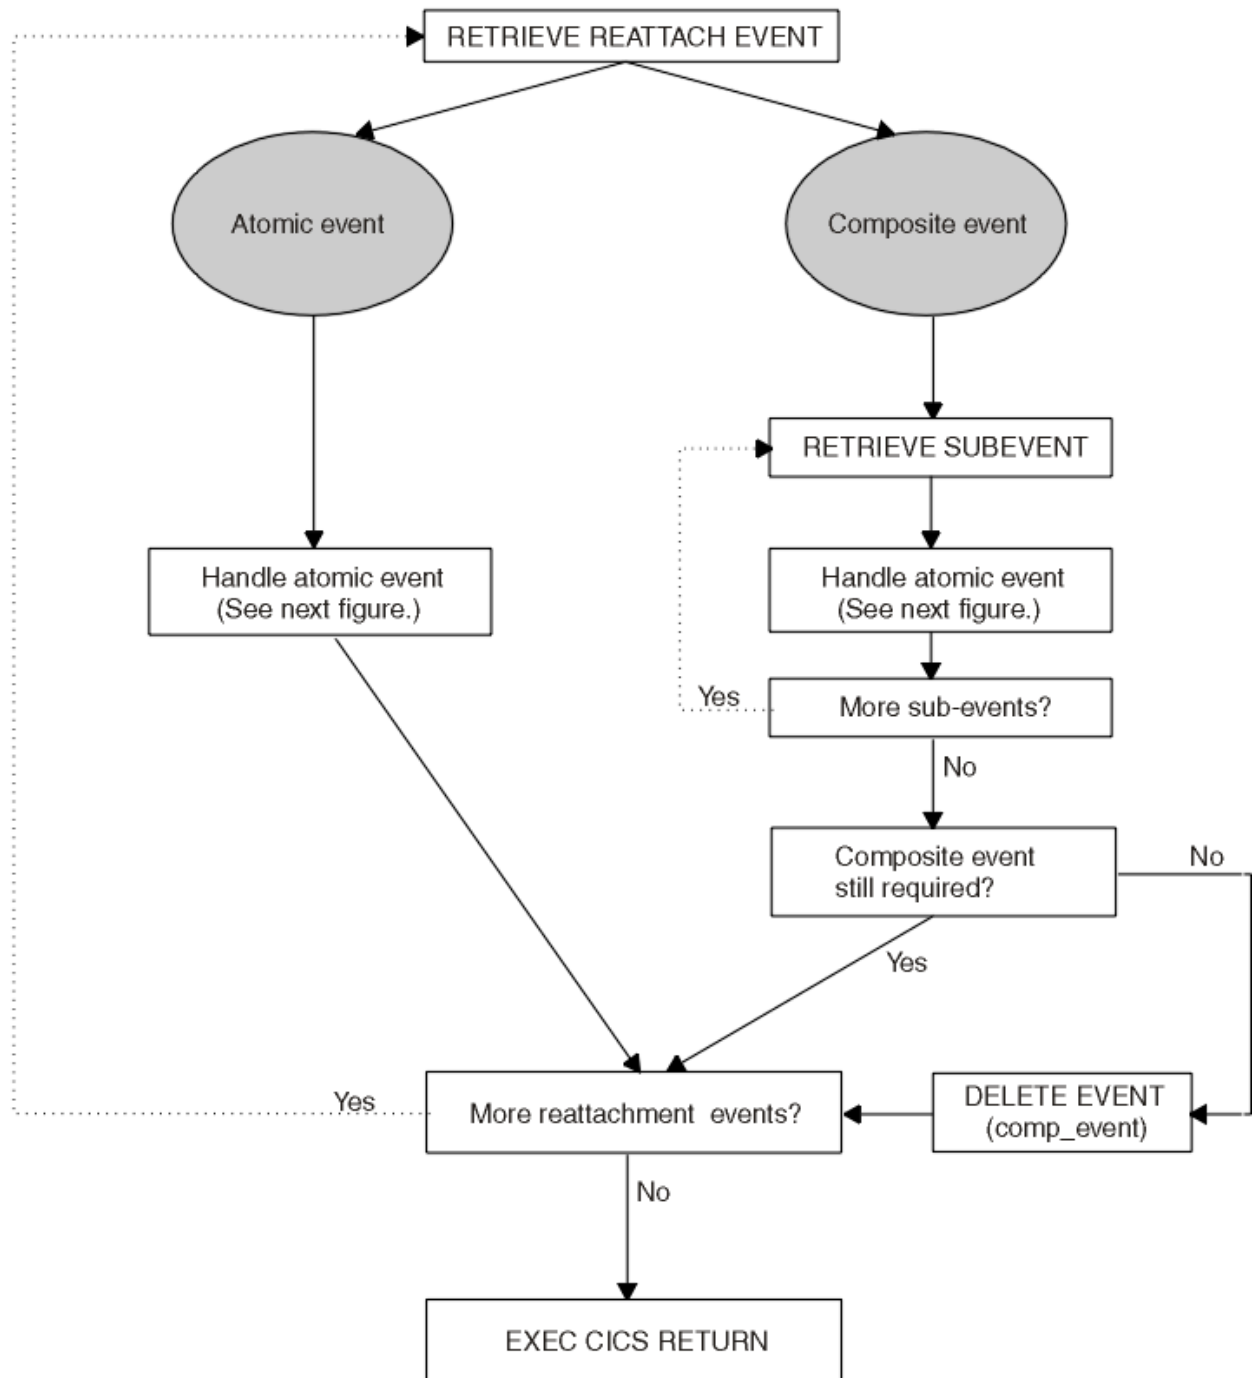 RETRIEVE REATTACH EVENT
Atomic event
Composite event
RETRIEVE SUBEVENT
Handle atomic event
(See next figure.)
Handle atomic event
(See next figure.)
Yes
More sub-events?
No
Composite event
still required?
No
Yes
Yes
More reattachment events?
DELETE EVENT
(comp_event)
No
EXEC CICS RETURN